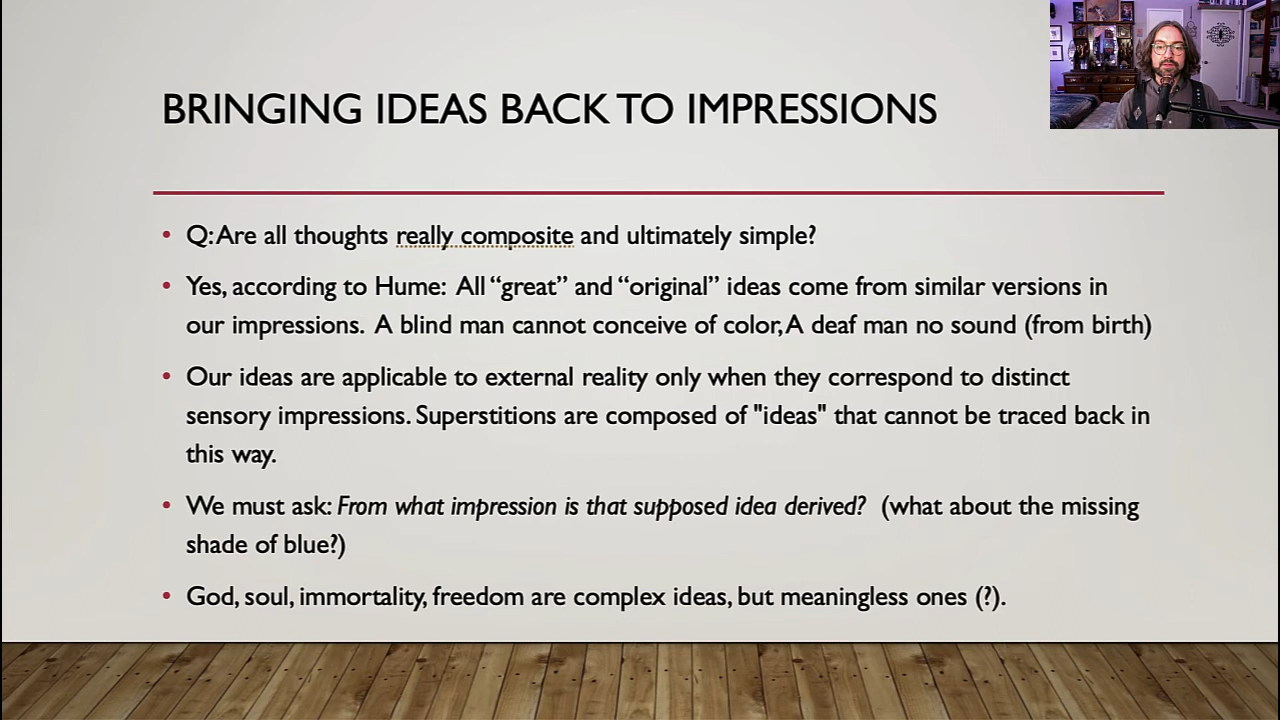 BRINGING IDEAS BACK TO IMPRESSIONS
• Q: Are all thoughts really composite and ultimately simple?
• Yes, according to Hume: All “great” and “original” ideas come from similar versions in
our impressions. A blind man cannot conceive of color, A deaf man no sound (from birth)
• Our ideas are applicable to external reality only when they correspond to distinct
sensory impressions. Superstitions are composed of "ideas" that cannot be traced back in
this way.
• We must ask: From what impression is that supposed idea derived? (what about the missing
shade of blue?)
• God, soul, immortality, freedom are complex ideas, but meaningless ones (?).